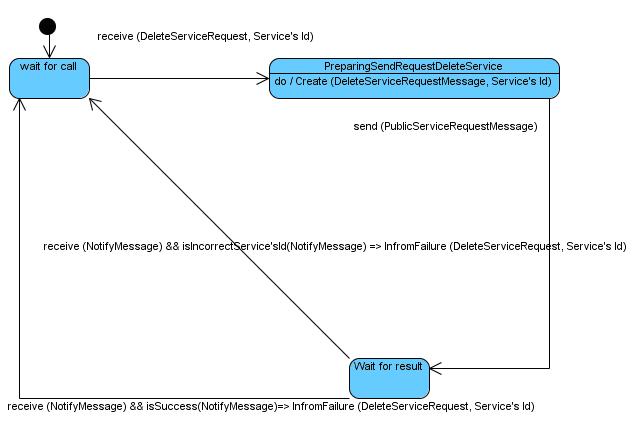 receive (DeleteServiceRequest, Service's Id)
wait for call
PreparingSendRequestDeleteService
do / Create (DeleteServiceRequestMessage, Service's Id)
send (PublicServiceRequestMessage)
receive (NotifyMessage) && isIncorrectService'sId(NotifyMessage) => InfromFailure (DeleteServiceRequest, Service's Id)
Wait for result
receive (NotifyMessage) && isSuccess(NotifyMessage)=> InfromFailure (DeleteServiceRequest, Service's Id)